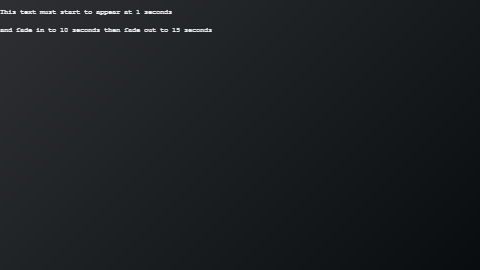 This text must start to appear at 1 seconds
and fade in to 10 seconds then fade out to 15 seconds